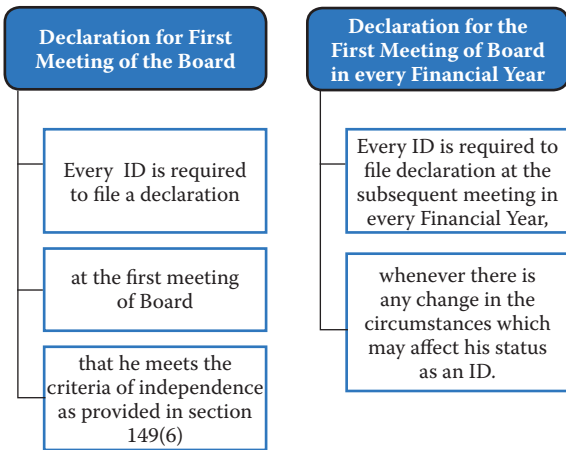 Declaration for First
Meeting of the Board
Every ID is required
to file a declaration
at the first meeting
of Board
that he meets the
criteria of independence
as provided in section
149(6)
Declaration for the
First Meeting of Board
in every Financial Year
Every ID is required to
file declaration at the
subsequent meeting in
every Financial Year,
whenever there is
any change in the
circumstances which
may affect his status
as an ID.